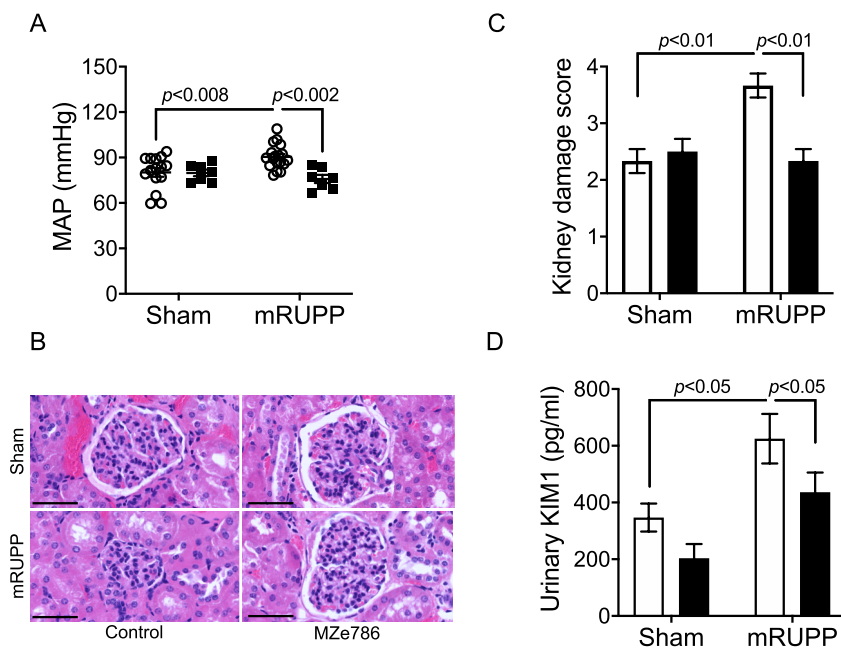 A
MAP (mmHg)
150
120
90
60
30
0
p<0.008
p<0.002
Sham
mRUPP
B
Sham
mRUPP
Control
MZe786
C
Kidney damage score
4
3
2
1
0
p<0.01
p<0.01
Sham
mRUPP
D
Urinary KIM1 (pg/ml)
800
600
400
200
0
p<0.05
p<0.05
Sham
mRUPP